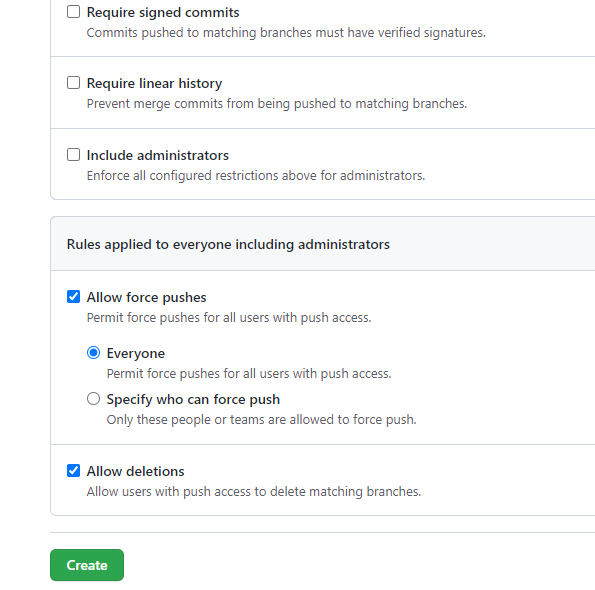 Require signed commits
Commits pushed to matching branches must have verified signatures.
Require linear history
Prevent merge commits from being pushed to matching branches.
Include administrators
Enforce all configured restrictions above for administrators.
Rules applied to everyone including administrators
Allow force pushes
Permit force pushes for all users with push access.
Everyone
Permit force pushes for all users with push access.
Specify who can force push
Only these people or teams are allowed to force push.
Allow deletions
Allow users with push access to delete matching branches.
Create